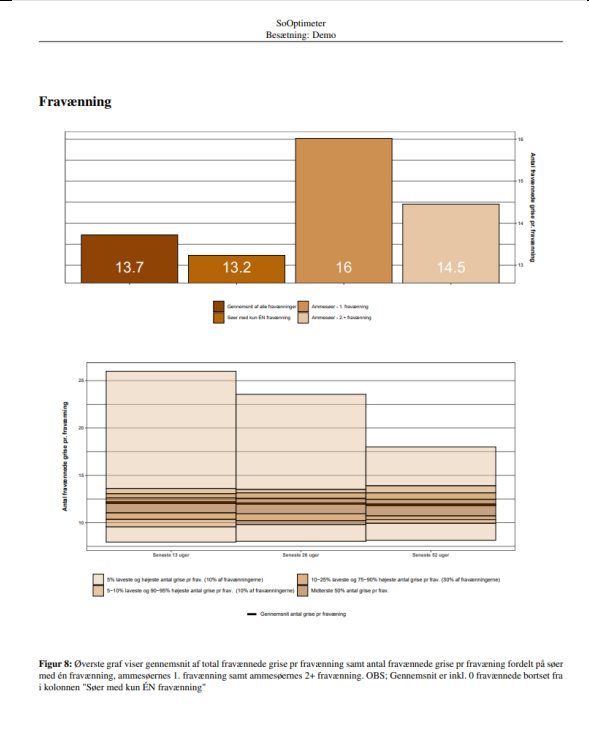 SoOptimeter
Besætning: Demo
Fravænning
16
15
14
13
Antal fravænnede grise pr. fravænning
13.7
13.2
16
14.5
Gennemsnit af alle fravænninger
Ammesøer - 1. fravænning
Søer med kun ÉN fravænning
Ammesøer - 2.+ fravænning
Antal fravænnede grise pr. fravænning
25
20
15
10
Seneste 13 uger
Seneste 26 uger
Seneste 52 uger
5% laveste og højeste antal grise pr frav. (10% af fravænningerne)
10-25% laveste og 75-90% højeste antal grise pr frav. (30% af fravænningerne)
5-10% laveste og 90-95% højeste antal grise pr frav. (10% af fravænningerne)
Midterste 50% antal grise pr frav.
Gennemsnit antal grise pr fravænning
Figur 8: Øverste graf viser gennemsnit af total fravænnede grise pr fravænning samt antal fravænnede grise pr fravæning fordelt på søer
med én fravænning, ammesøernes 1. fravænning samt ammesøernes 2+ fravænning. OBS; Gennemsnit er inkl. 0 fravænnede bortset fra
i kolonnen "Søer med kun ÉN fravænning"